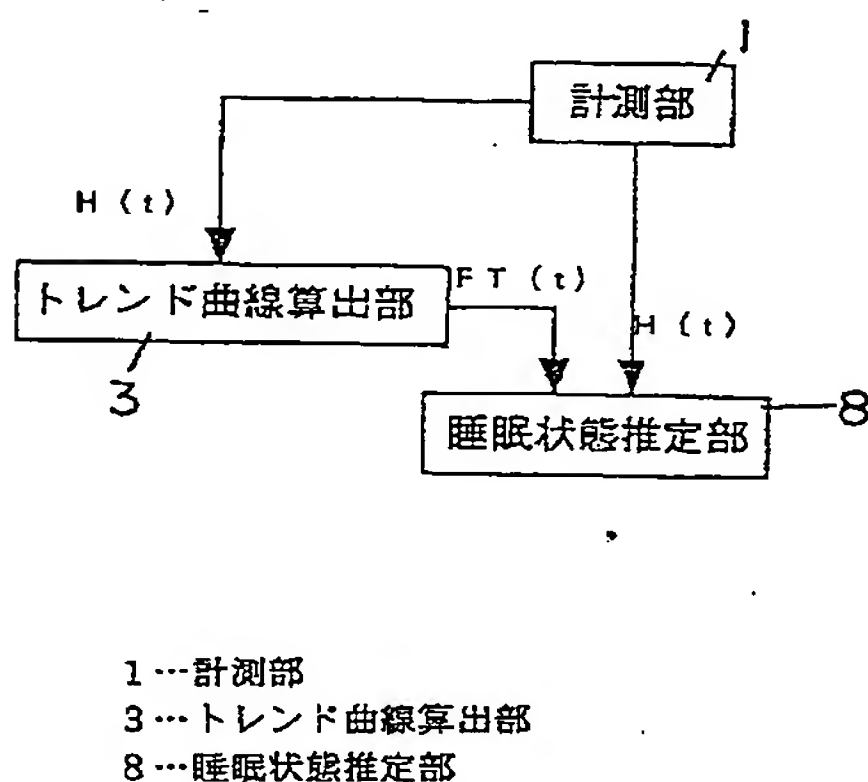 1
計測部
H (t)
トレンド曲線算出部
FT (t)
H (t)
3
睡眠状態推定部
8
1…計測部
3…トレンド曲線算出部
8…睡眠状態推定部